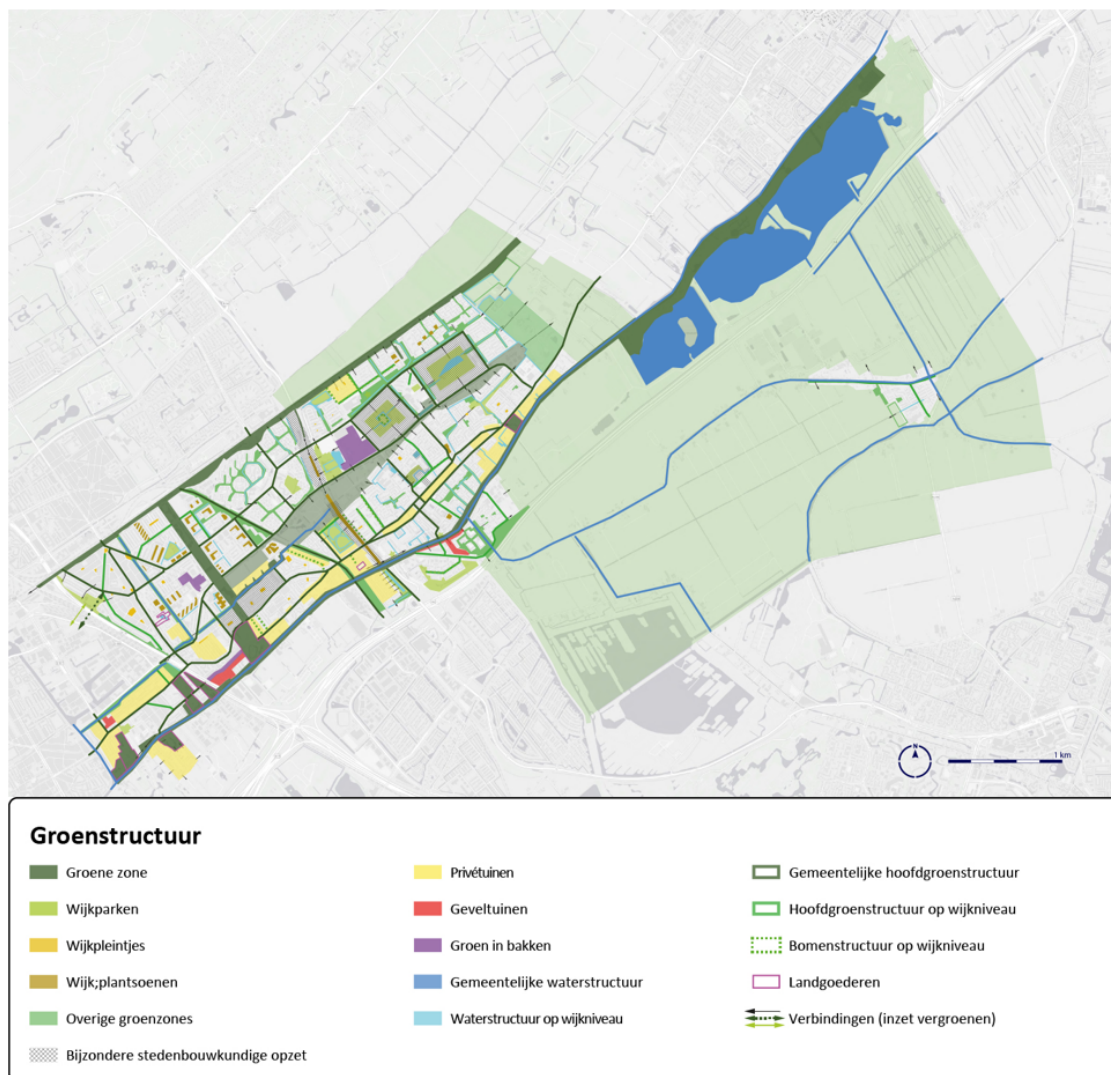 N
1 km
Groenstructuur
Groene zone
Wijkparken
Wijkpleintjes
Wijk;plantsoenen
Overige groenzones
Bijzondere stedenbouwkundige opzet
Privétuinen
Geveltuinen
Groen in bakken
Gemeentelijke waterstructuur
Waterstructuur op wijkniveau
Gemeentelijke hoofdgroenstructuur
Hoofdgroenstructuur op wijkniveau
Bomenstructuur op wijkniveau
Landgoederen
Verbindingen (inzet vergroenen)